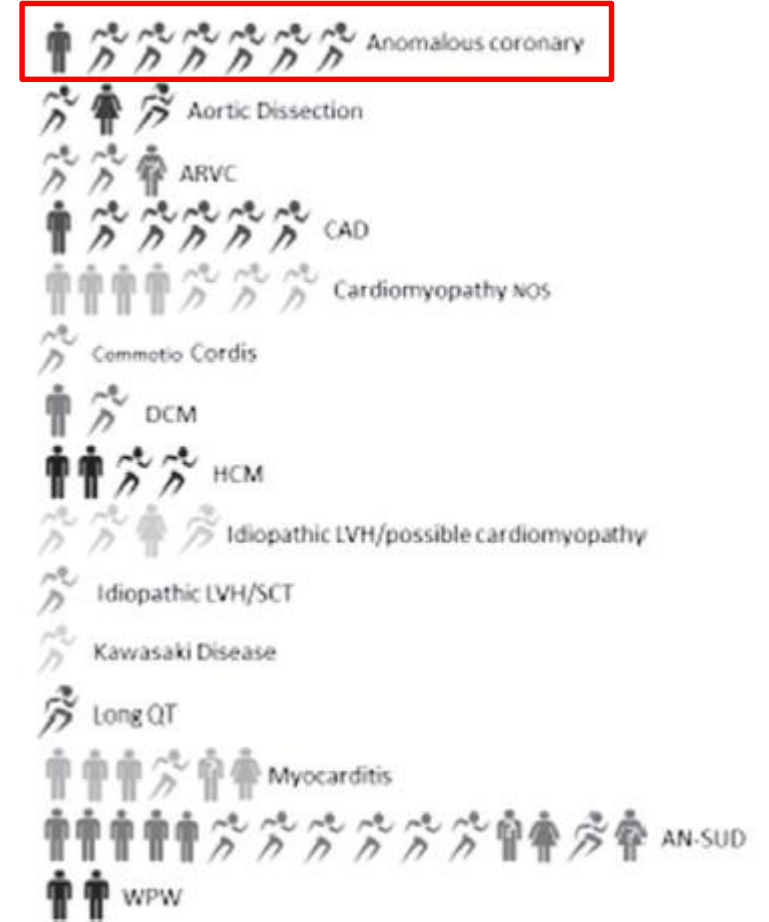 Anomalous coronary
Aortic Dissection
ARVC
CAD
Cardiomyopathy NOS
Commotio Cordis
DCM
HCM
Idiopathic LVH/possible cardiomyopathy
Idiopathic LVH/SCT
Kawasaki Disease
Long QT
Myocarditis
AN-SUD
WPW